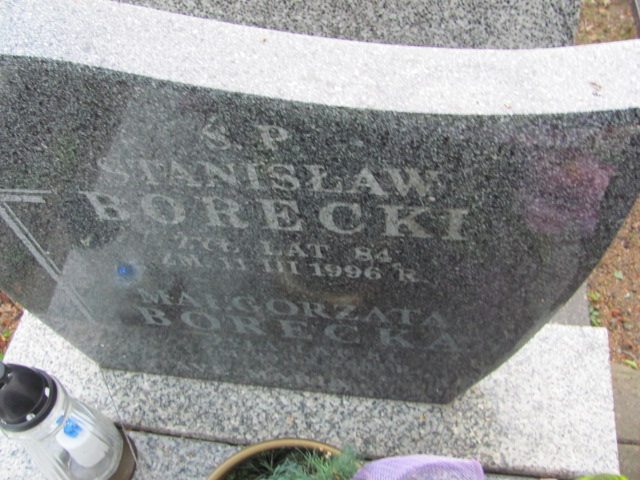 Ś.P.
STANISŁAW
BORECKI
ŻYŁ LAT 84
ZM. 11 III 1996 R.
MAŁGORZATA
BORECKA